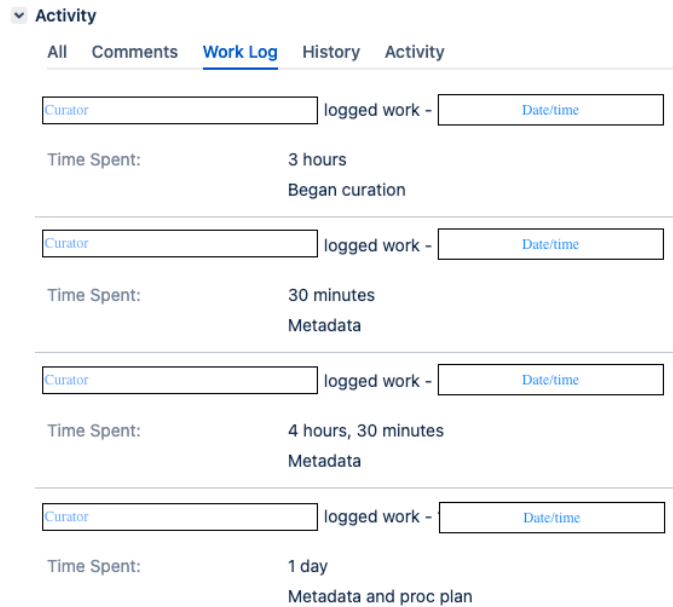 Activity
All Comments Work Log History Activity
Curator logged work - Date/time
Time Spent: 3 hours
Began curation
Curator logged work - Date/time
Time Spent: 30 minutes
Metadata
Curator logged work - Date/time
Time Spent: 4 hours, 30 minutes
Metadata
Curator logged work - Date/time
Time Spent: 1 day
Metadata and proc plan